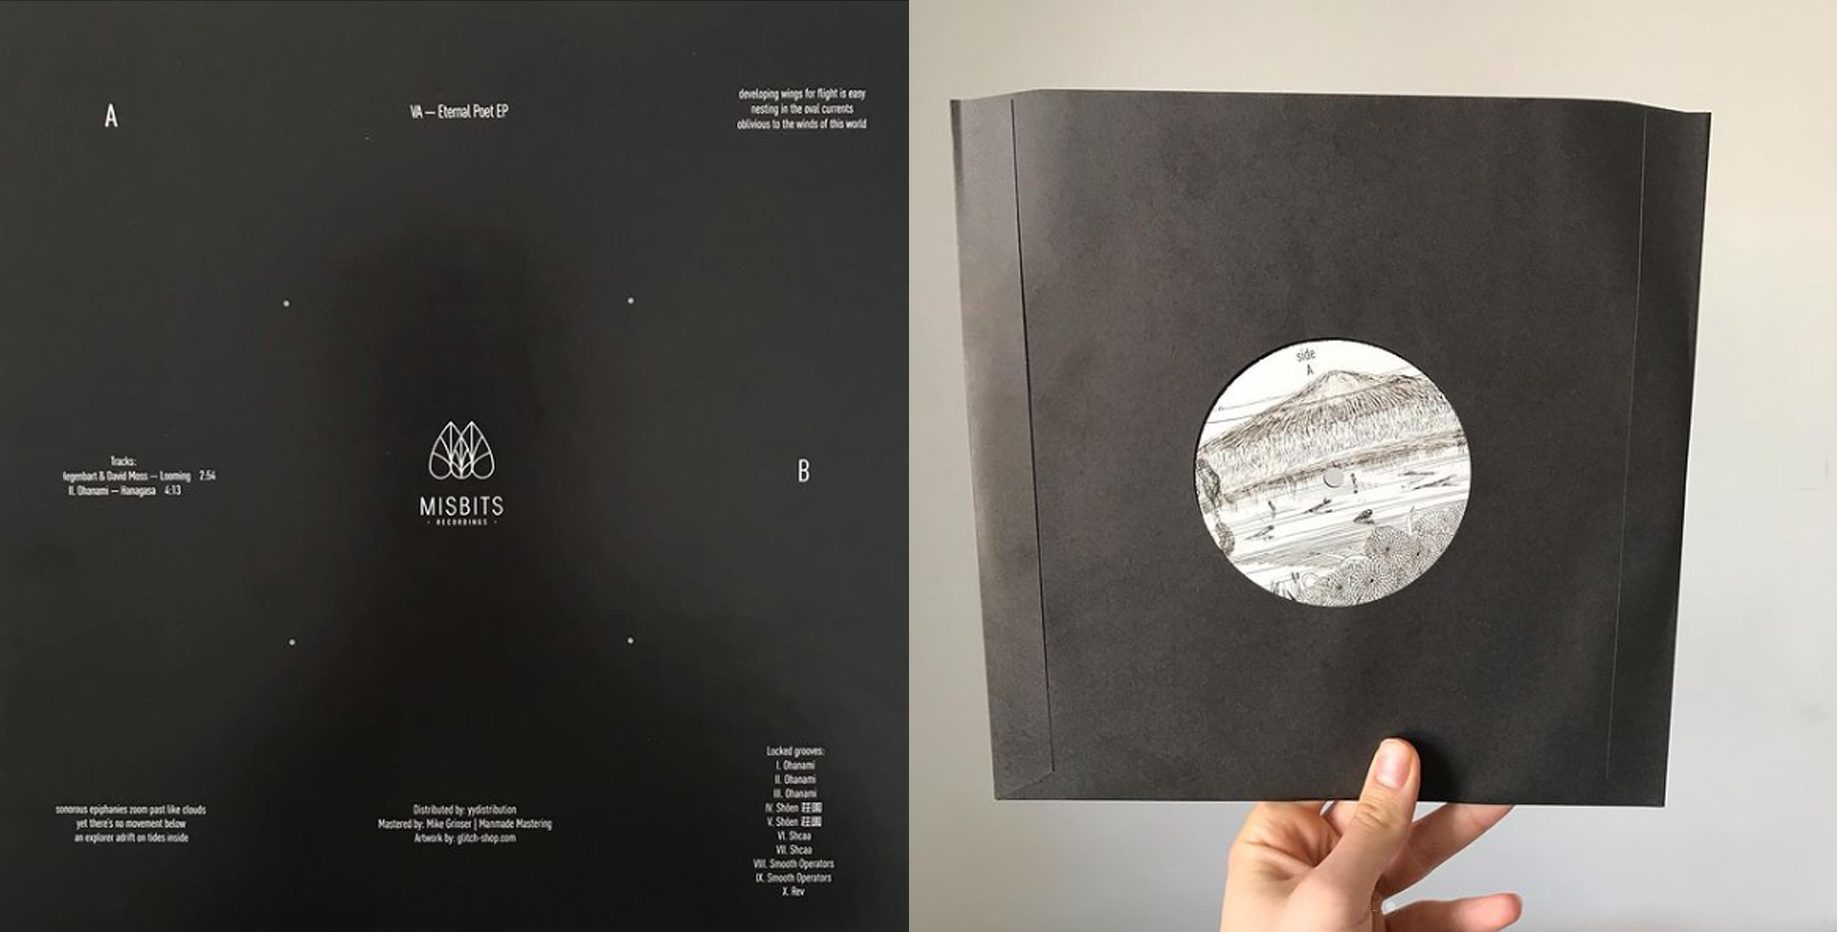 A
VA — Eternal Poet EP
developing wings for flight is easy
nesting in the oval currents
oblivious to the winds of this world
Tracks:
legenbart & David Moss — Looming 2:54
II. Ohanami — Hanagasa 4:13
MISBITS
· RECORDINGS ·
B
sonorous epiphanies zoom past like clouds
yet there's no movement below
an explorer adrift on tides inside
Distributed by: yydistribution
Mastered by: Mike Grinser | Manmade Mastering
Artwork by: glitch-shop.com
Locked grooves:
I. Ohanami
II. Ohanami
III. Ohanami
IV. Shōen 荘園
V. Shōen 荘園
VI. Shcaa
VII. Shcaa
VIII. Smooth Operators
IX. Smooth Operators
X. Rev
side
A